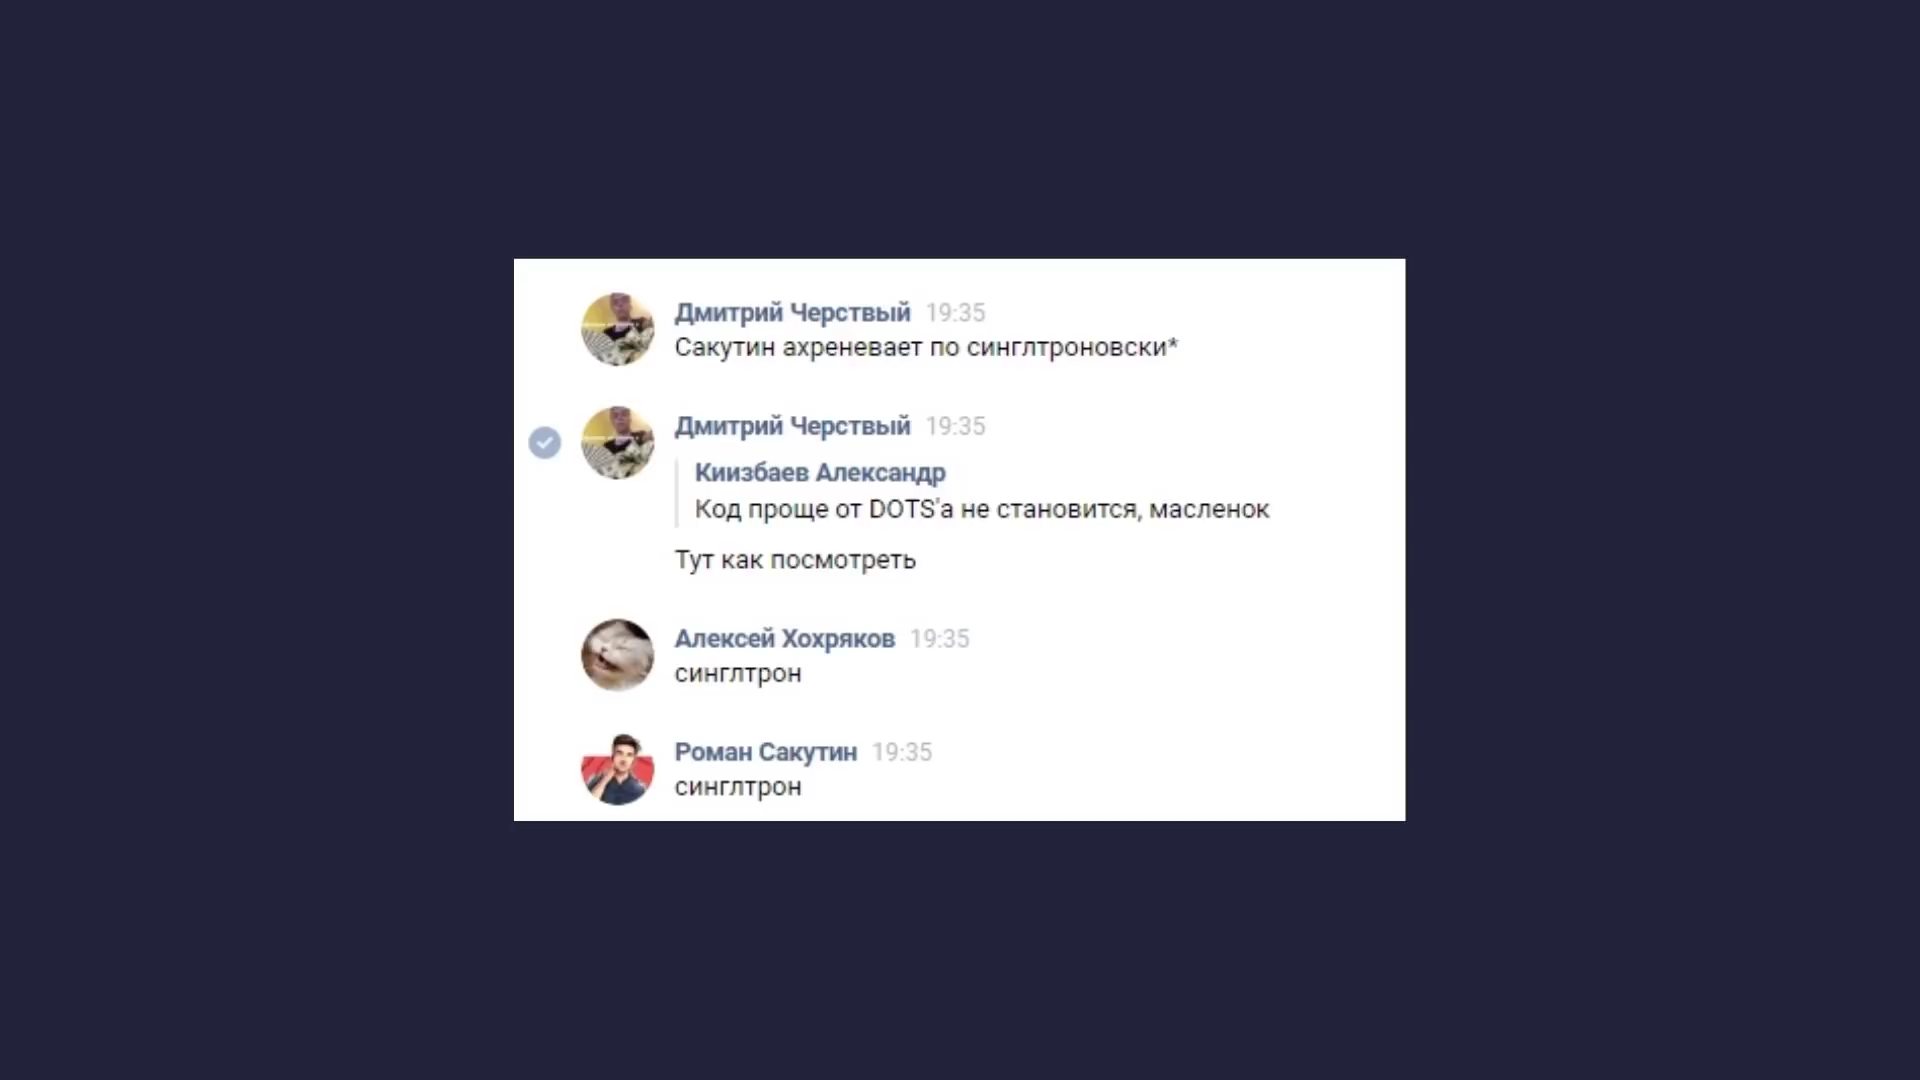 Дмитрий Черствый 19:35
Сакутин ахреневает по синглтроновски*
Дмитрий Черствый 19:35
Киизбаев Александр
Код проще от DOTS'а не становится, масленок
Тут как посмотреть
Алексей Хохряков 19:35
синглтрон
Роман Сакутин 19:35
синглтрон